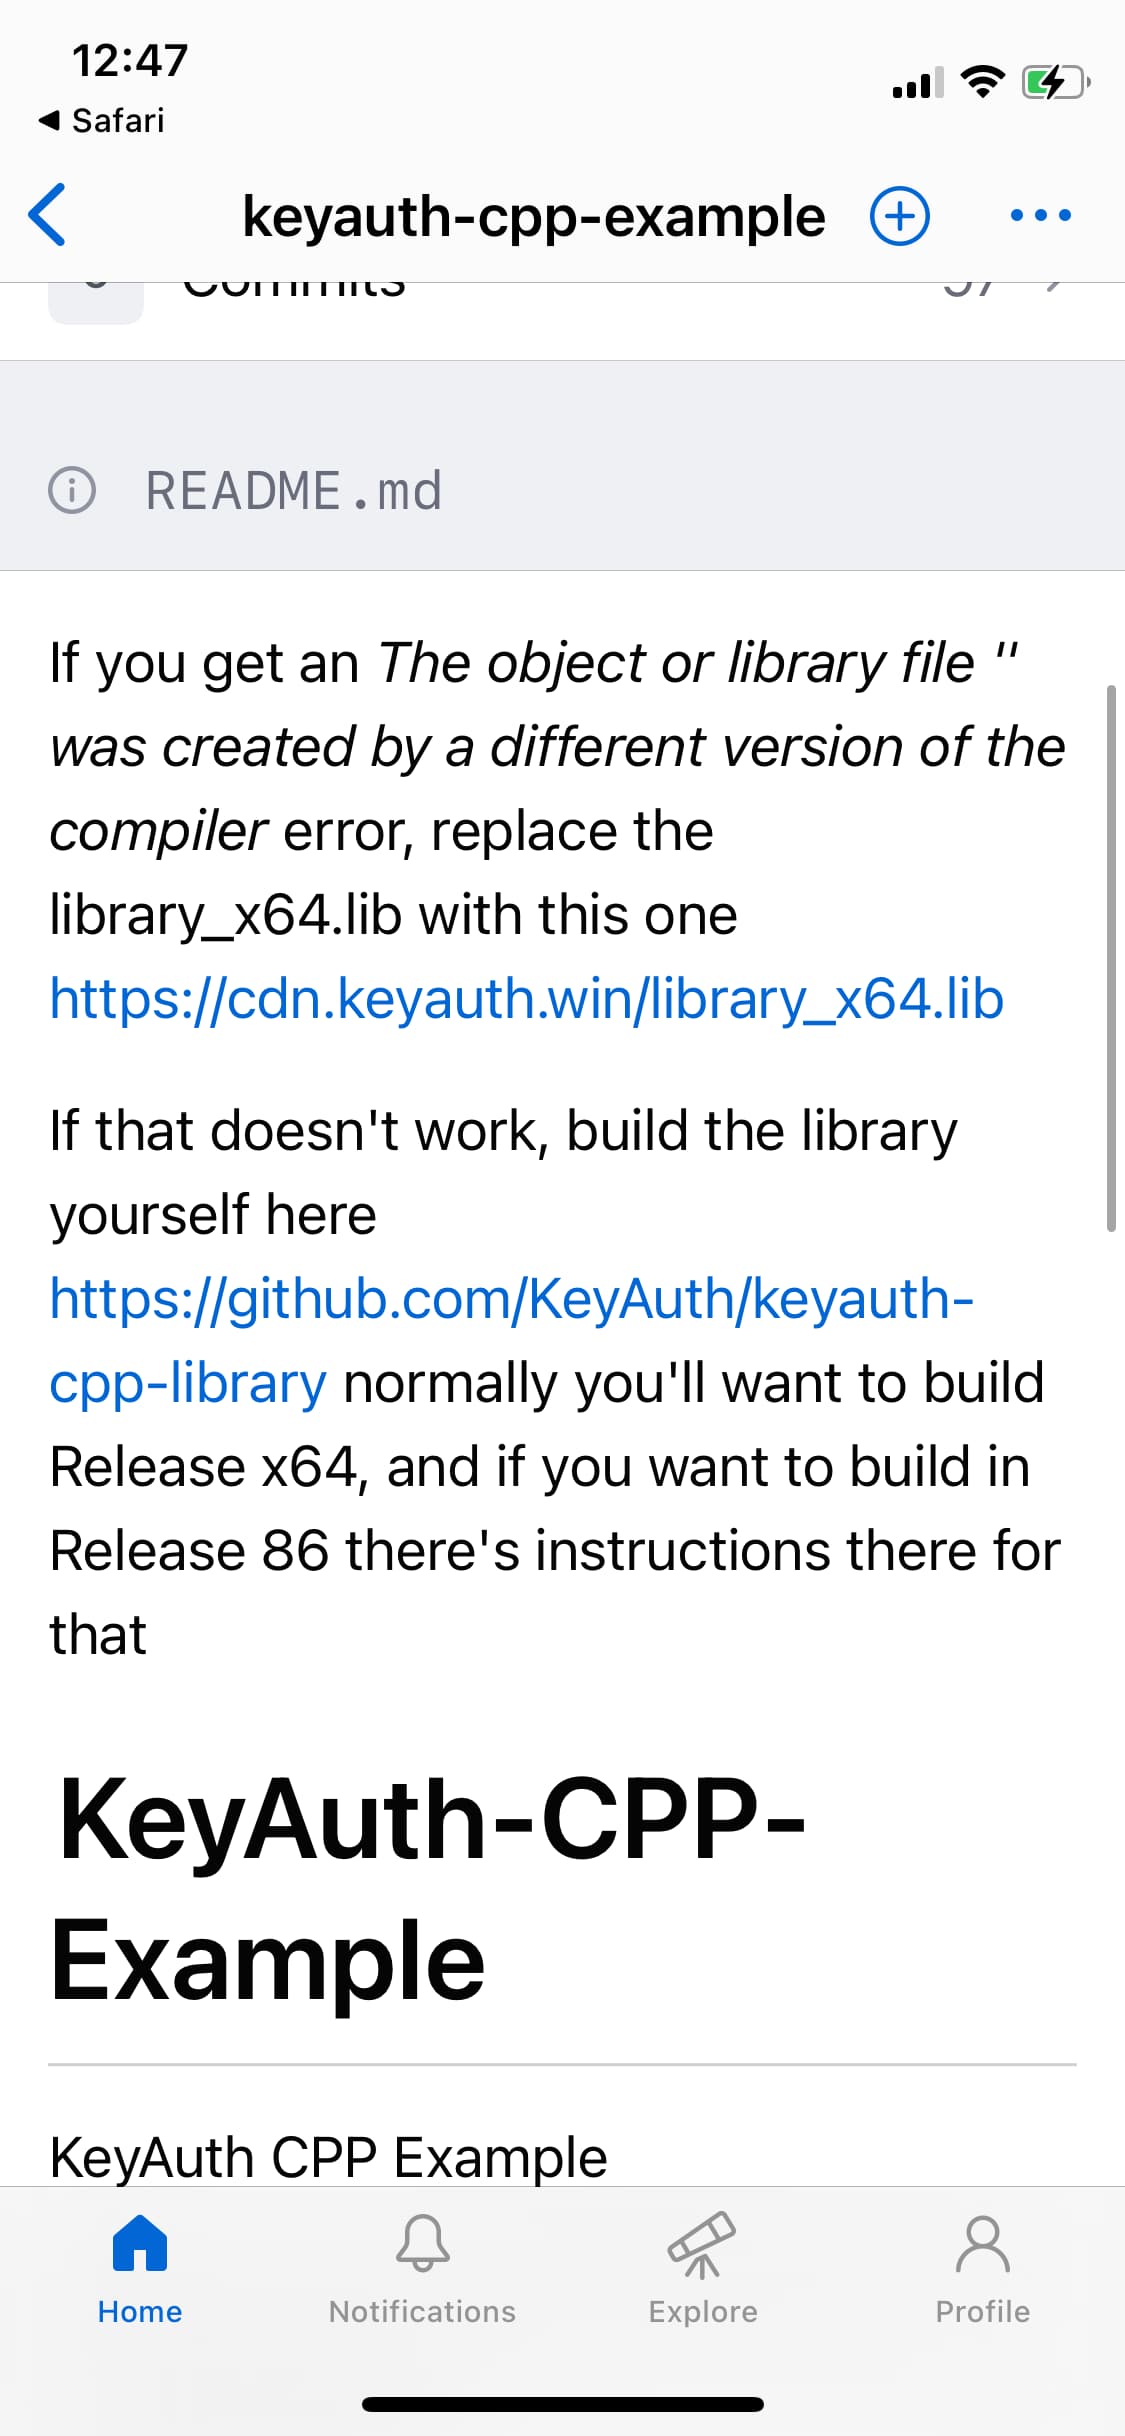 12:47
Safari
keyauth-cpp-example
Commits
README.md
If you get an The object or library file ''
was created by a different version of the
compiler error, replace the
library_x64.lib with this one
https://cdn.keyauth.win/library_x64.lib
If that doesn't work, build the library
yourself here
https://github.com/KeyAuth/keyauth-
cpp-library normally you'll want to build
Release x64, and if you want to build in
Release 86 there's instructions there for
that
KeyAuth-CPP-
Example
KeyAuth CPP Example
Home
Notifications
Explore
Profile